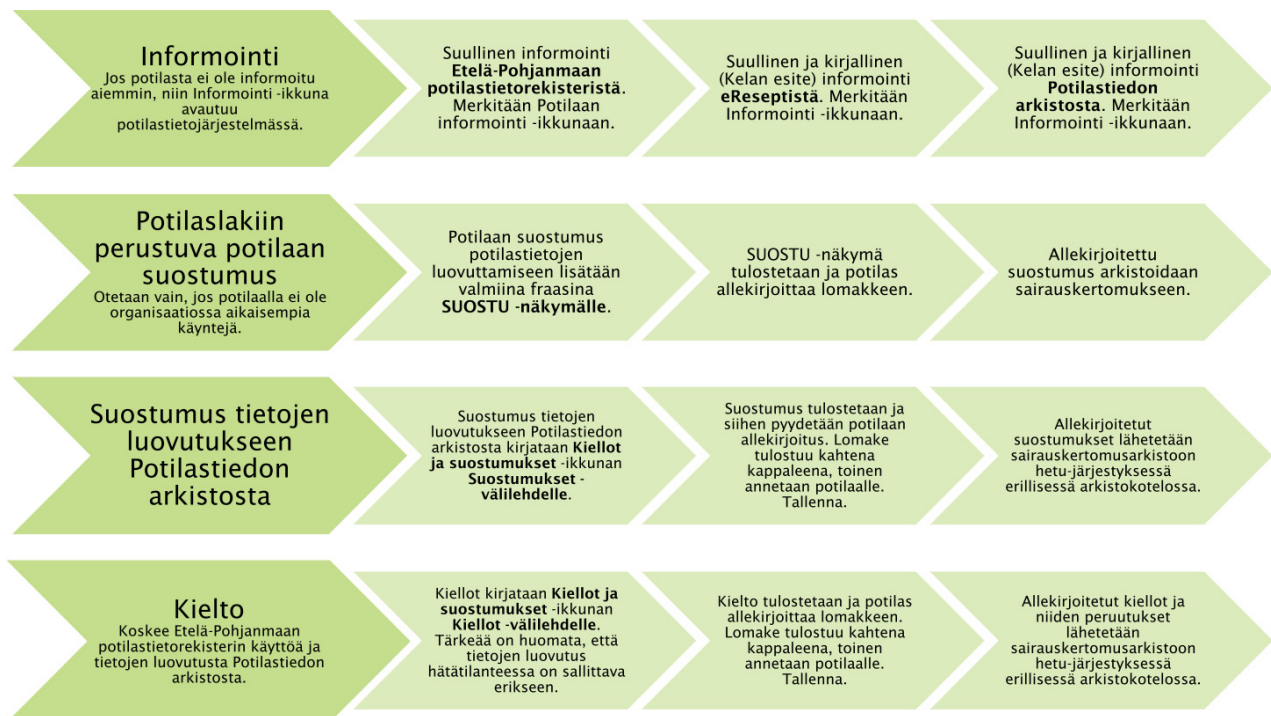 Informointi
Jos potilasta ei ole informoitu
aiemmin, niin Informointi -ikkuna
avautuu
potilastietojärjestelmässä.
Suullinen informointi
Etelä-Pohjanmaan
potilastietorekisteristä.
Merkitään Potilaan
informointi -ikkunaan.
Suullinen ja kirjallinen
(Kelan esite) informointi
eReseptistä. Merkitään
Informointi -ikkunaan.
Suullinen ja kirjallinen
(Kelan esite) informointi
Potilastiedon
arkistosta. Merkitään
Informointi -ikkunaan.
Potilaslakiin
perustuva potilaan
suostumus
Otetaan vain, jos potilaalla ei ole
organisaatiossa aikaisempia
käyntejä.
Potilaan suostumus
potilastietojen
luovuttamiseen lisätään
valmiina fraasina
SUOSTU -näkymälle.
SUOSTU -näkymä
tulostetaan ja potilas
allekirjoittaa lomakkeen.
Allekirjoitettu
suostumus arkistoidaan
sairauskertomukseen.
Suostumus tietojen
luovutukseen
Potilastiedon
arkistosta
Suostumus tietojen
luovutukseen Potilastiedon
arkistosta kirjataan Kiellot
ja suostumukset -ikkunan
Suostumukset -
välilehdelle.
Suostumus tulostetaan ja
siihen pyydetään potilaan
allekirjoitus. Lomake
tulostuu kahtena
kappaleena, toinen
annetaan potilaalle.
Tallenna.
Allekirjoitetut
suostumukset lähetetään
sairauskertomusarkistoon
hetu-järjestyksessä
erillisessä arkistokotelossa.
Kielto
Koskee Etelä-Pohjanmaan
potilastietorekisterin käyttöä ja
tietojen luovutusta Potilastiedon
arkistosta.
Kiellot kirjataan Kiellot ja
suostumukset -ikkunan
Kiellot -välilehdelle.
Tärkeää on huomata, että
tietojen luovutus
hätätilanteessa on sallittava
erikseen.
Kielto tulostetaan ja potilas
allekirjoittaa lomakkeen.
Lomake tulostuu kahtena
kappaleena, toinen
annetaan potilaalle.
Tallenna.
Allekirjoitetut kiellot ja
niiden peruutukset
lähetetään
sairauskertomusarkistoon
hetu-järjestyksessä
erillisessä arkistokotelossa.